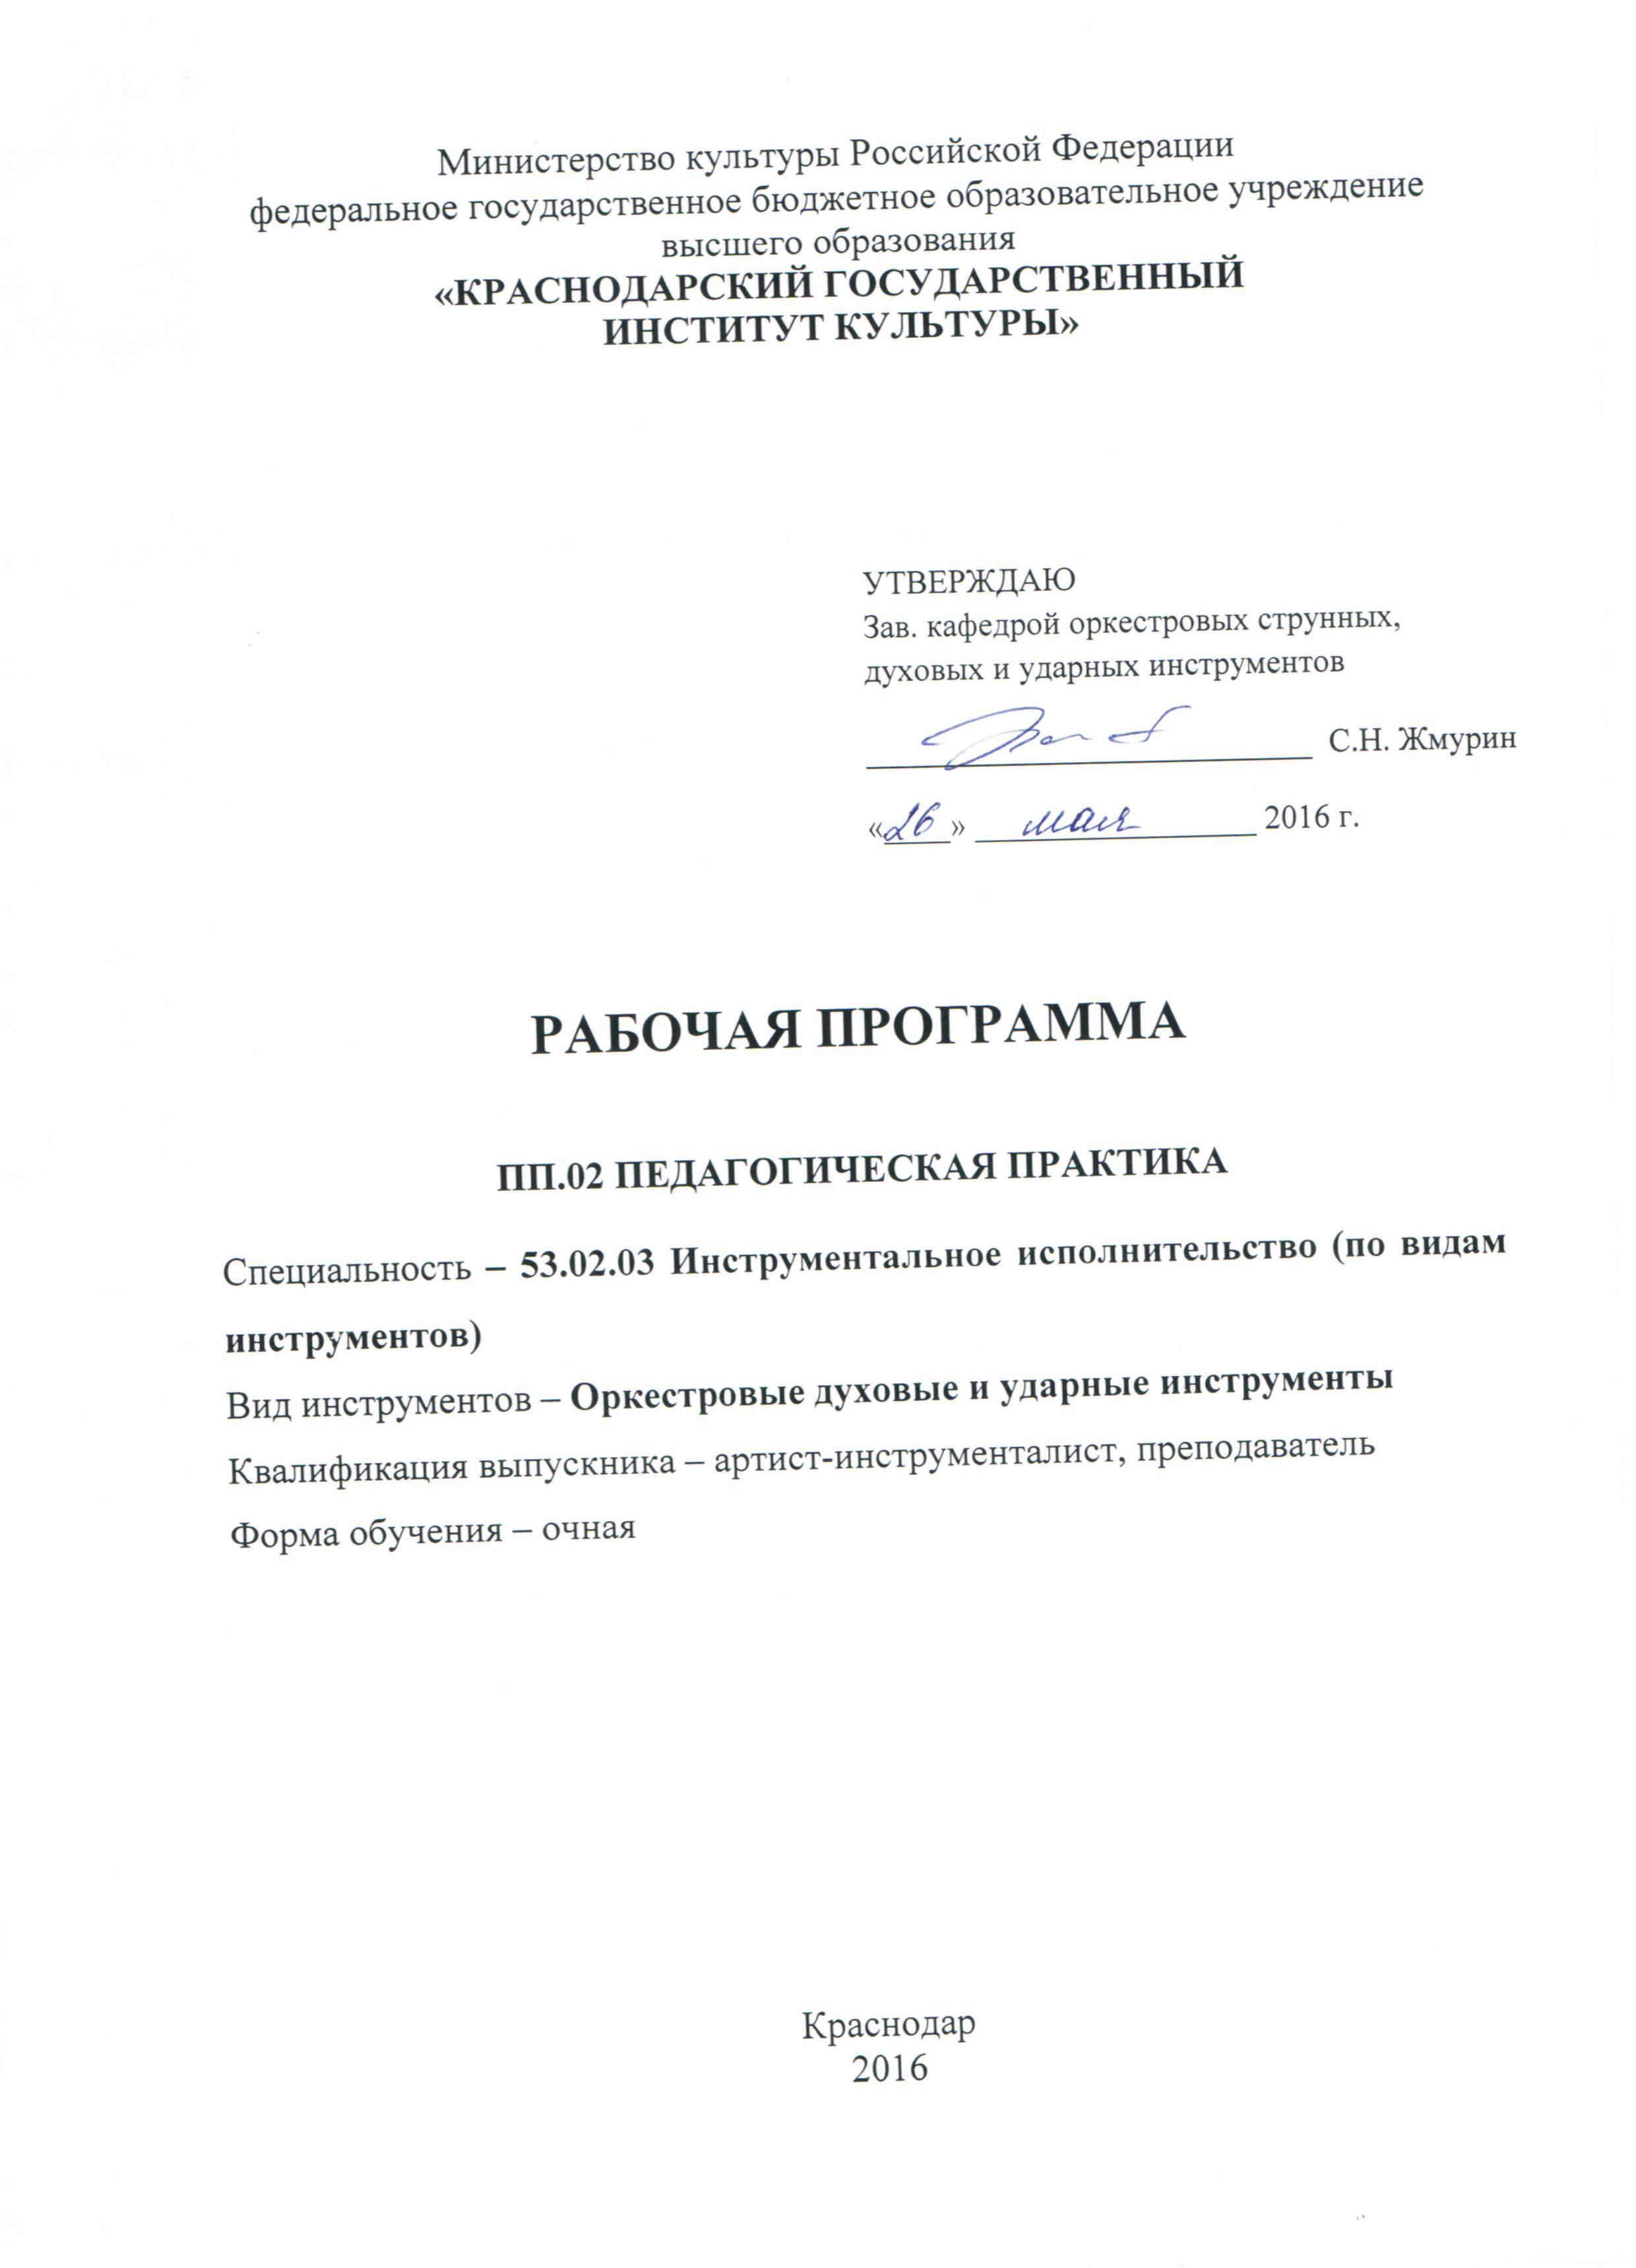 Министерство культуры Российской Федерации
федеральное государственное бюджетное образовательное учреждение
высшего образования
«КРАСНОДАРСКИЙ ГОСУДАРСТВЕННЫЙ
ИНСТИТУТ КУЛЬТУРЫ»
УТВЕРЖДАЮ
Зав. кафедрой оркестровых струнных,
духовых и ударных инструментов
С.Н. Жмурин
«26» мая 2016 г.
РАБОЧАЯ ПРОГРАММА
ПП.02 ПЕДАГОГИЧЕСКАЯ ПРАКТИКА
Специальность – 53.02.03 Инструментальное исполнительство (по видам
инструментов)
Вид инструментов – Оркестровые духовые и ударные инструменты
Квалификация выпускника – артист-инструменталист, преподаватель
Форма обучения – очная
Краснодар
2016